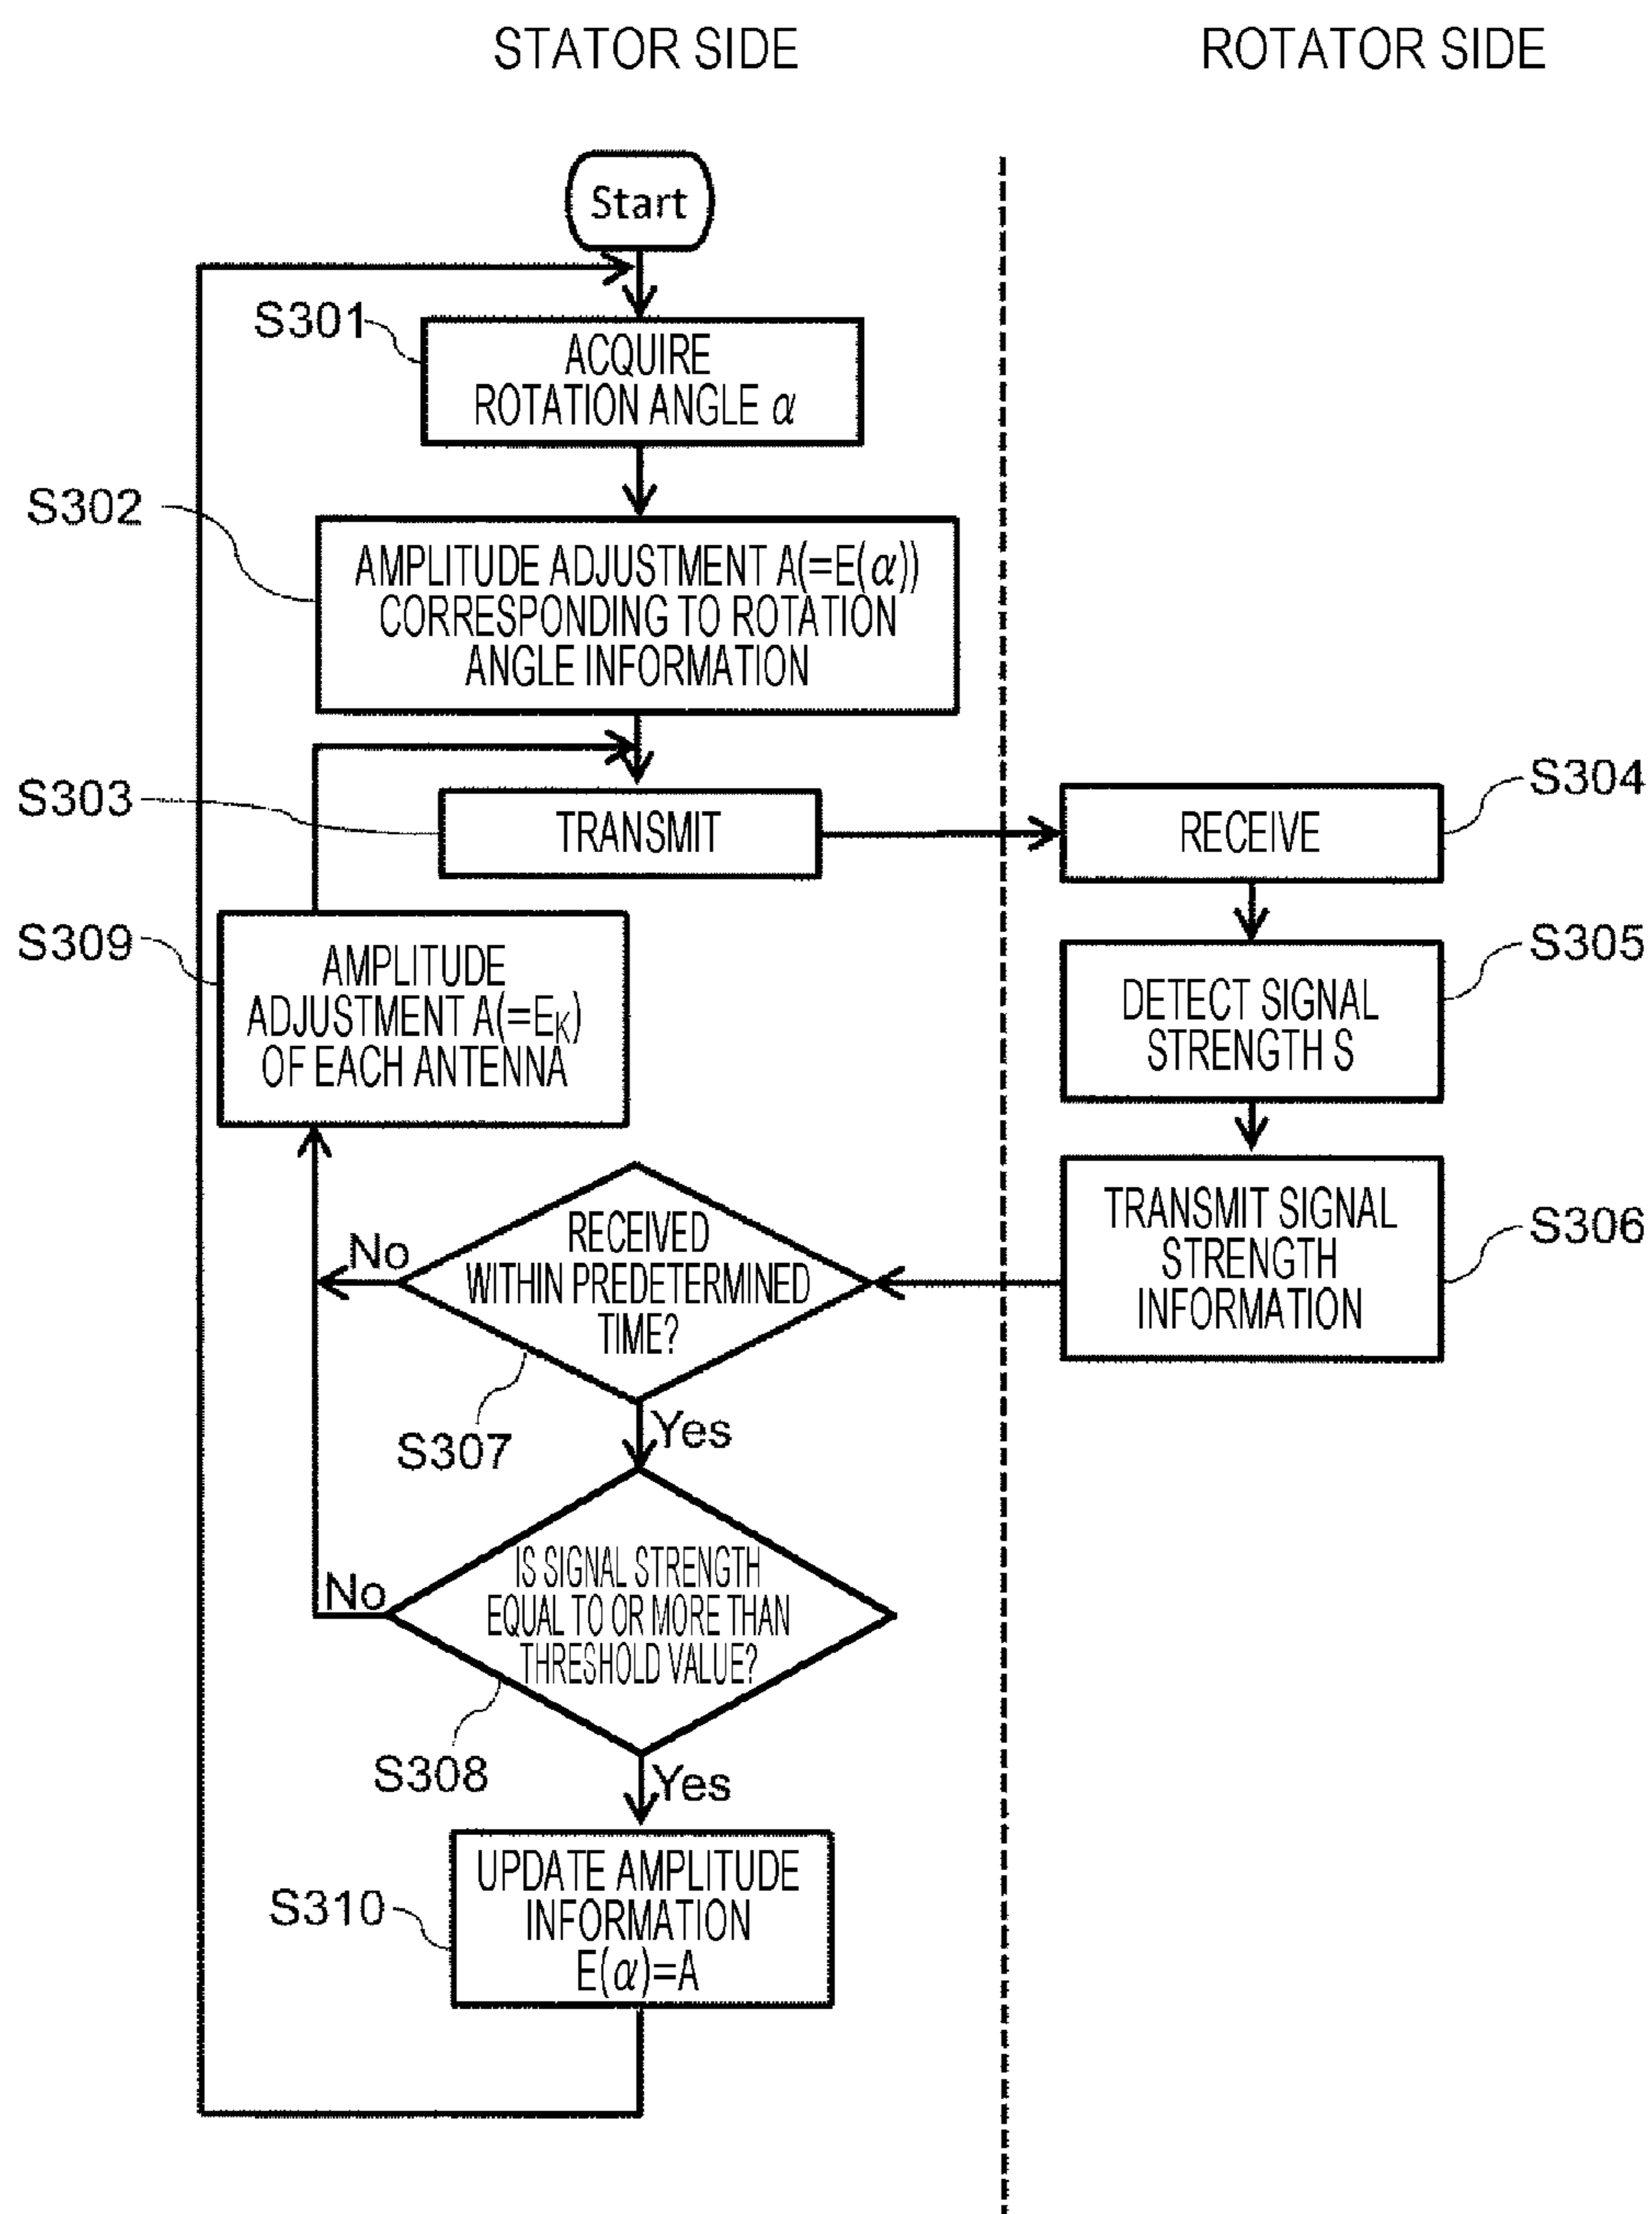 STATOR SIDE
ROTATOR SIDE
Start
S301
ACQUIRE
ROTATION ANGLE α
S302
AMPLITUDE ADJUSTMENT A(=E(α))
CORRESPONDING TO ROTATION
ANGLE INFORMATION
S303
TRANSMIT
RECEIVE
S304
S309
AMPLITUDE
ADJUSTMENT A(=EK)
OF EACH ANTENNA
DETECT SIGNAL
STRENGTH S
S305
TRANSMIT SIGNAL
STRENGTH
INFORMATION
S306
No
RECEIVED
WITHIN PREDETERMINED
TIME?
S307
Yes
No
IS SIGNAL STRENGTH
EQUAL TO OR MORE THAN
THRESHOLD VALUE?
S308
Yes
S310
UPDATE AMPLITUDE
INFORMATION
E(α)=A